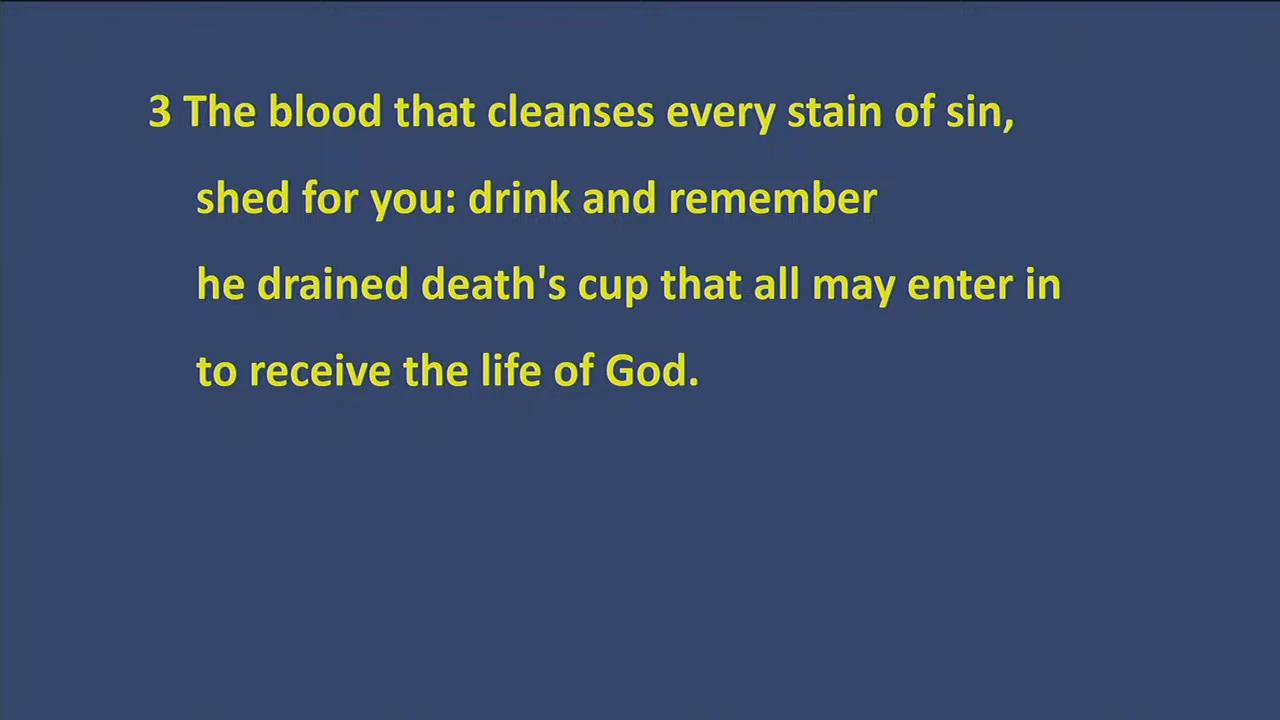 3 The blood that cleanses every stain of sin,
shed for you: drink and remember
he drained death's cup that all may enter in
to receive the life of God.